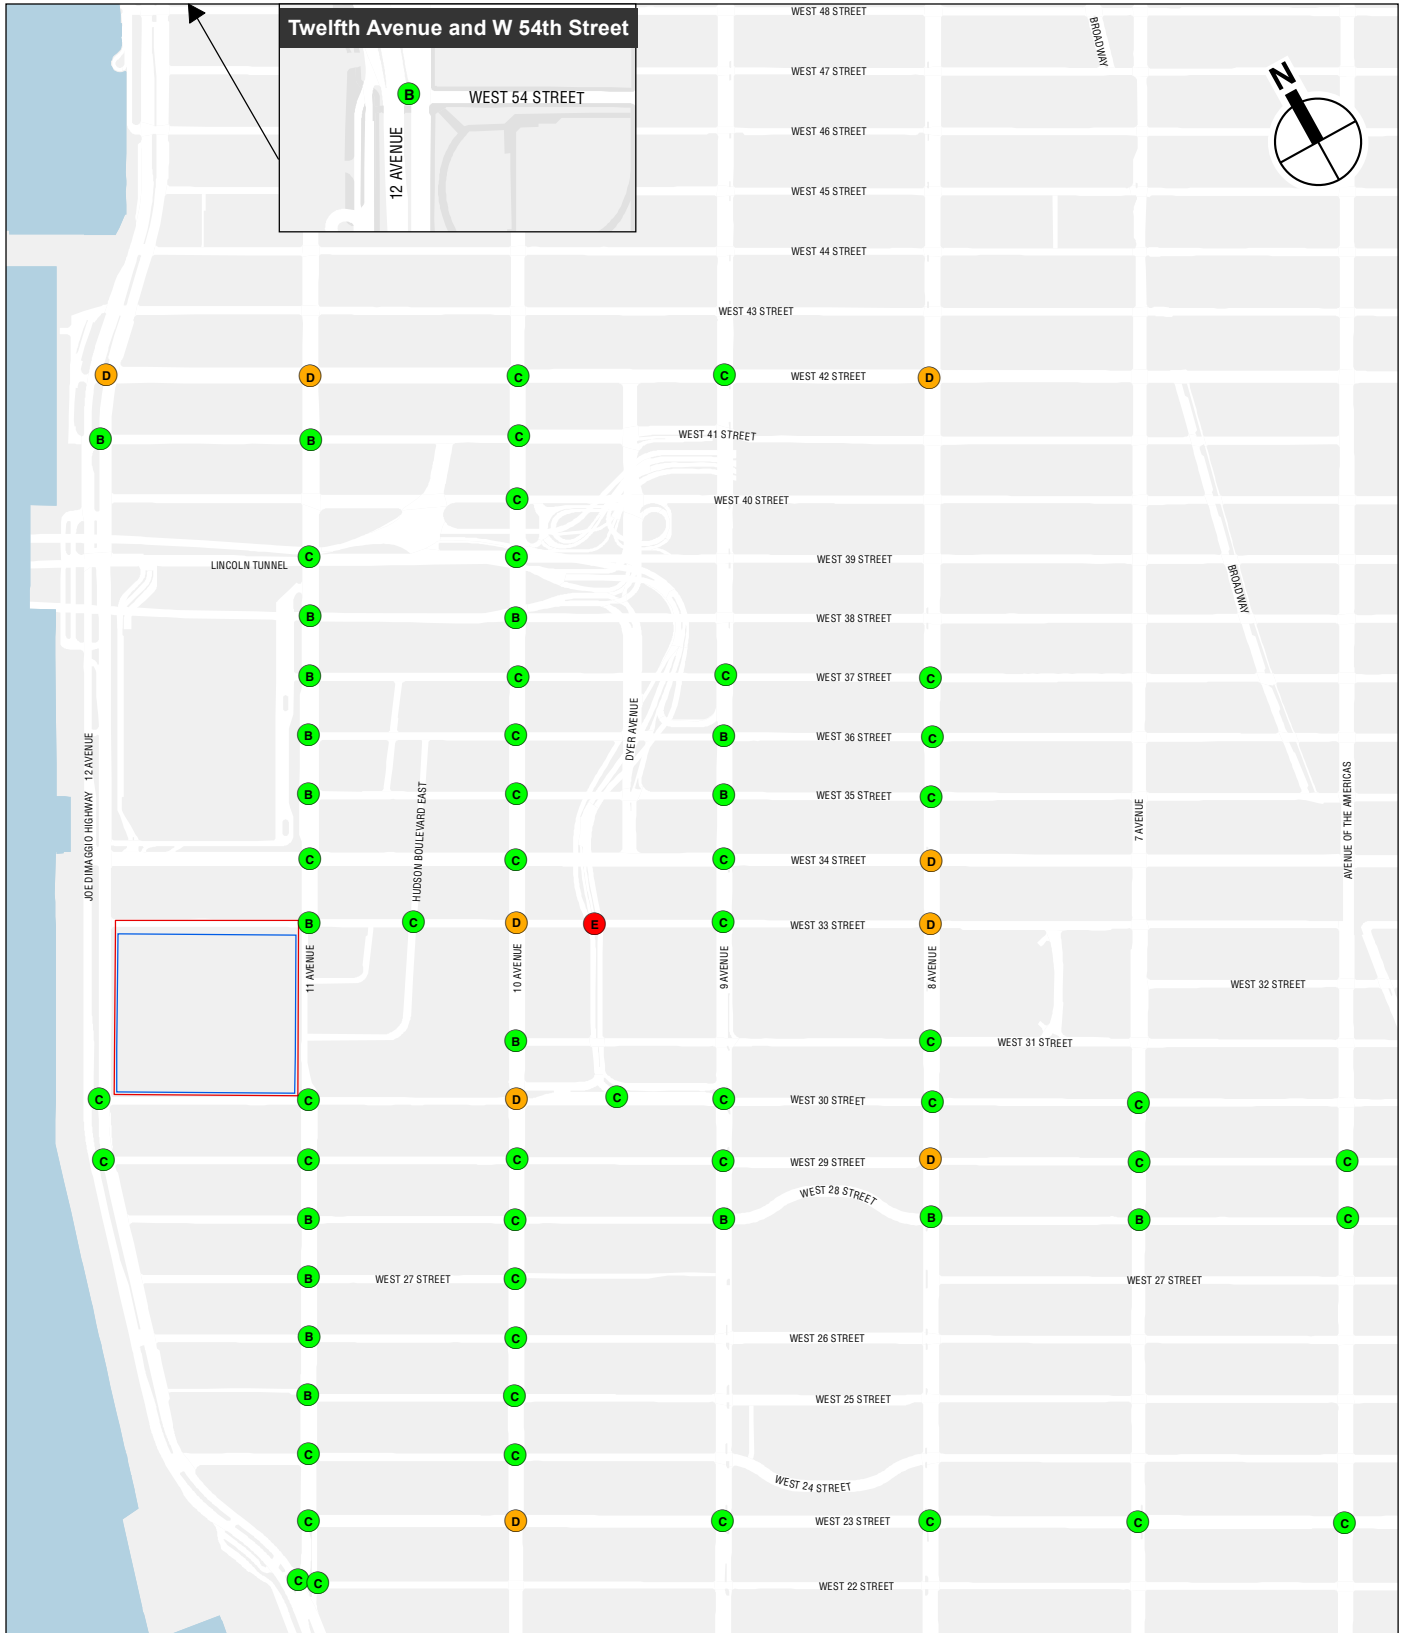 WEST 48 STREET
Twelfth Avenue and W 54th Street
BROADWAY
WEST 47 STREET
N
B
WEST 54 STREET
12 AVENUE
WEST 46 STREET
WEST 45 STREET
WEST 44 STREET
WEST 43 STREET
D
D
C
C
WEST 42 STREET
D
B
B
C
WEST 41 STREET
C
WEST 40 STREET
LINCOLN TUNNEL
C
C
WEST 39 STREET
BROADWAY
B
B
WEST 38 STREET
B
C
C
WEST 37 STREET
C
DYER AVENUE
B
C
B
WEST 36 STREET
C
JOE DIMAGGIO HIGHWAY 12 AVENUE
HUDSON BOULEVARD EAST
B
C
B
WEST 35 STREET
C
7 AVENUE
AVENUE OF THE AMERICAS
C
C
C
WEST 34 STREET
D
B
C
D
E
C
WEST 33 STREET
D
11 AVENUE
10 AVENUE
9 AVENUE
8 AVENUE
WEST 32 STREET
B
C
WEST 31 STREET
C
C
D
C
C
WEST 30 STREET
C
C
C
C
C
C
WEST 29 STREET
D
C
C
B
C
B
WEST 28 STREET
B
B
C
B
WEST 27 STREET
C
WEST 27 STREET
B
C
WEST 26 STREET
B
C
WEST 25 STREET
C
C
WEST 24 STREET
C
D
C
WEST 23 STREET
C
C
C
C
C
WEST 22 STREET